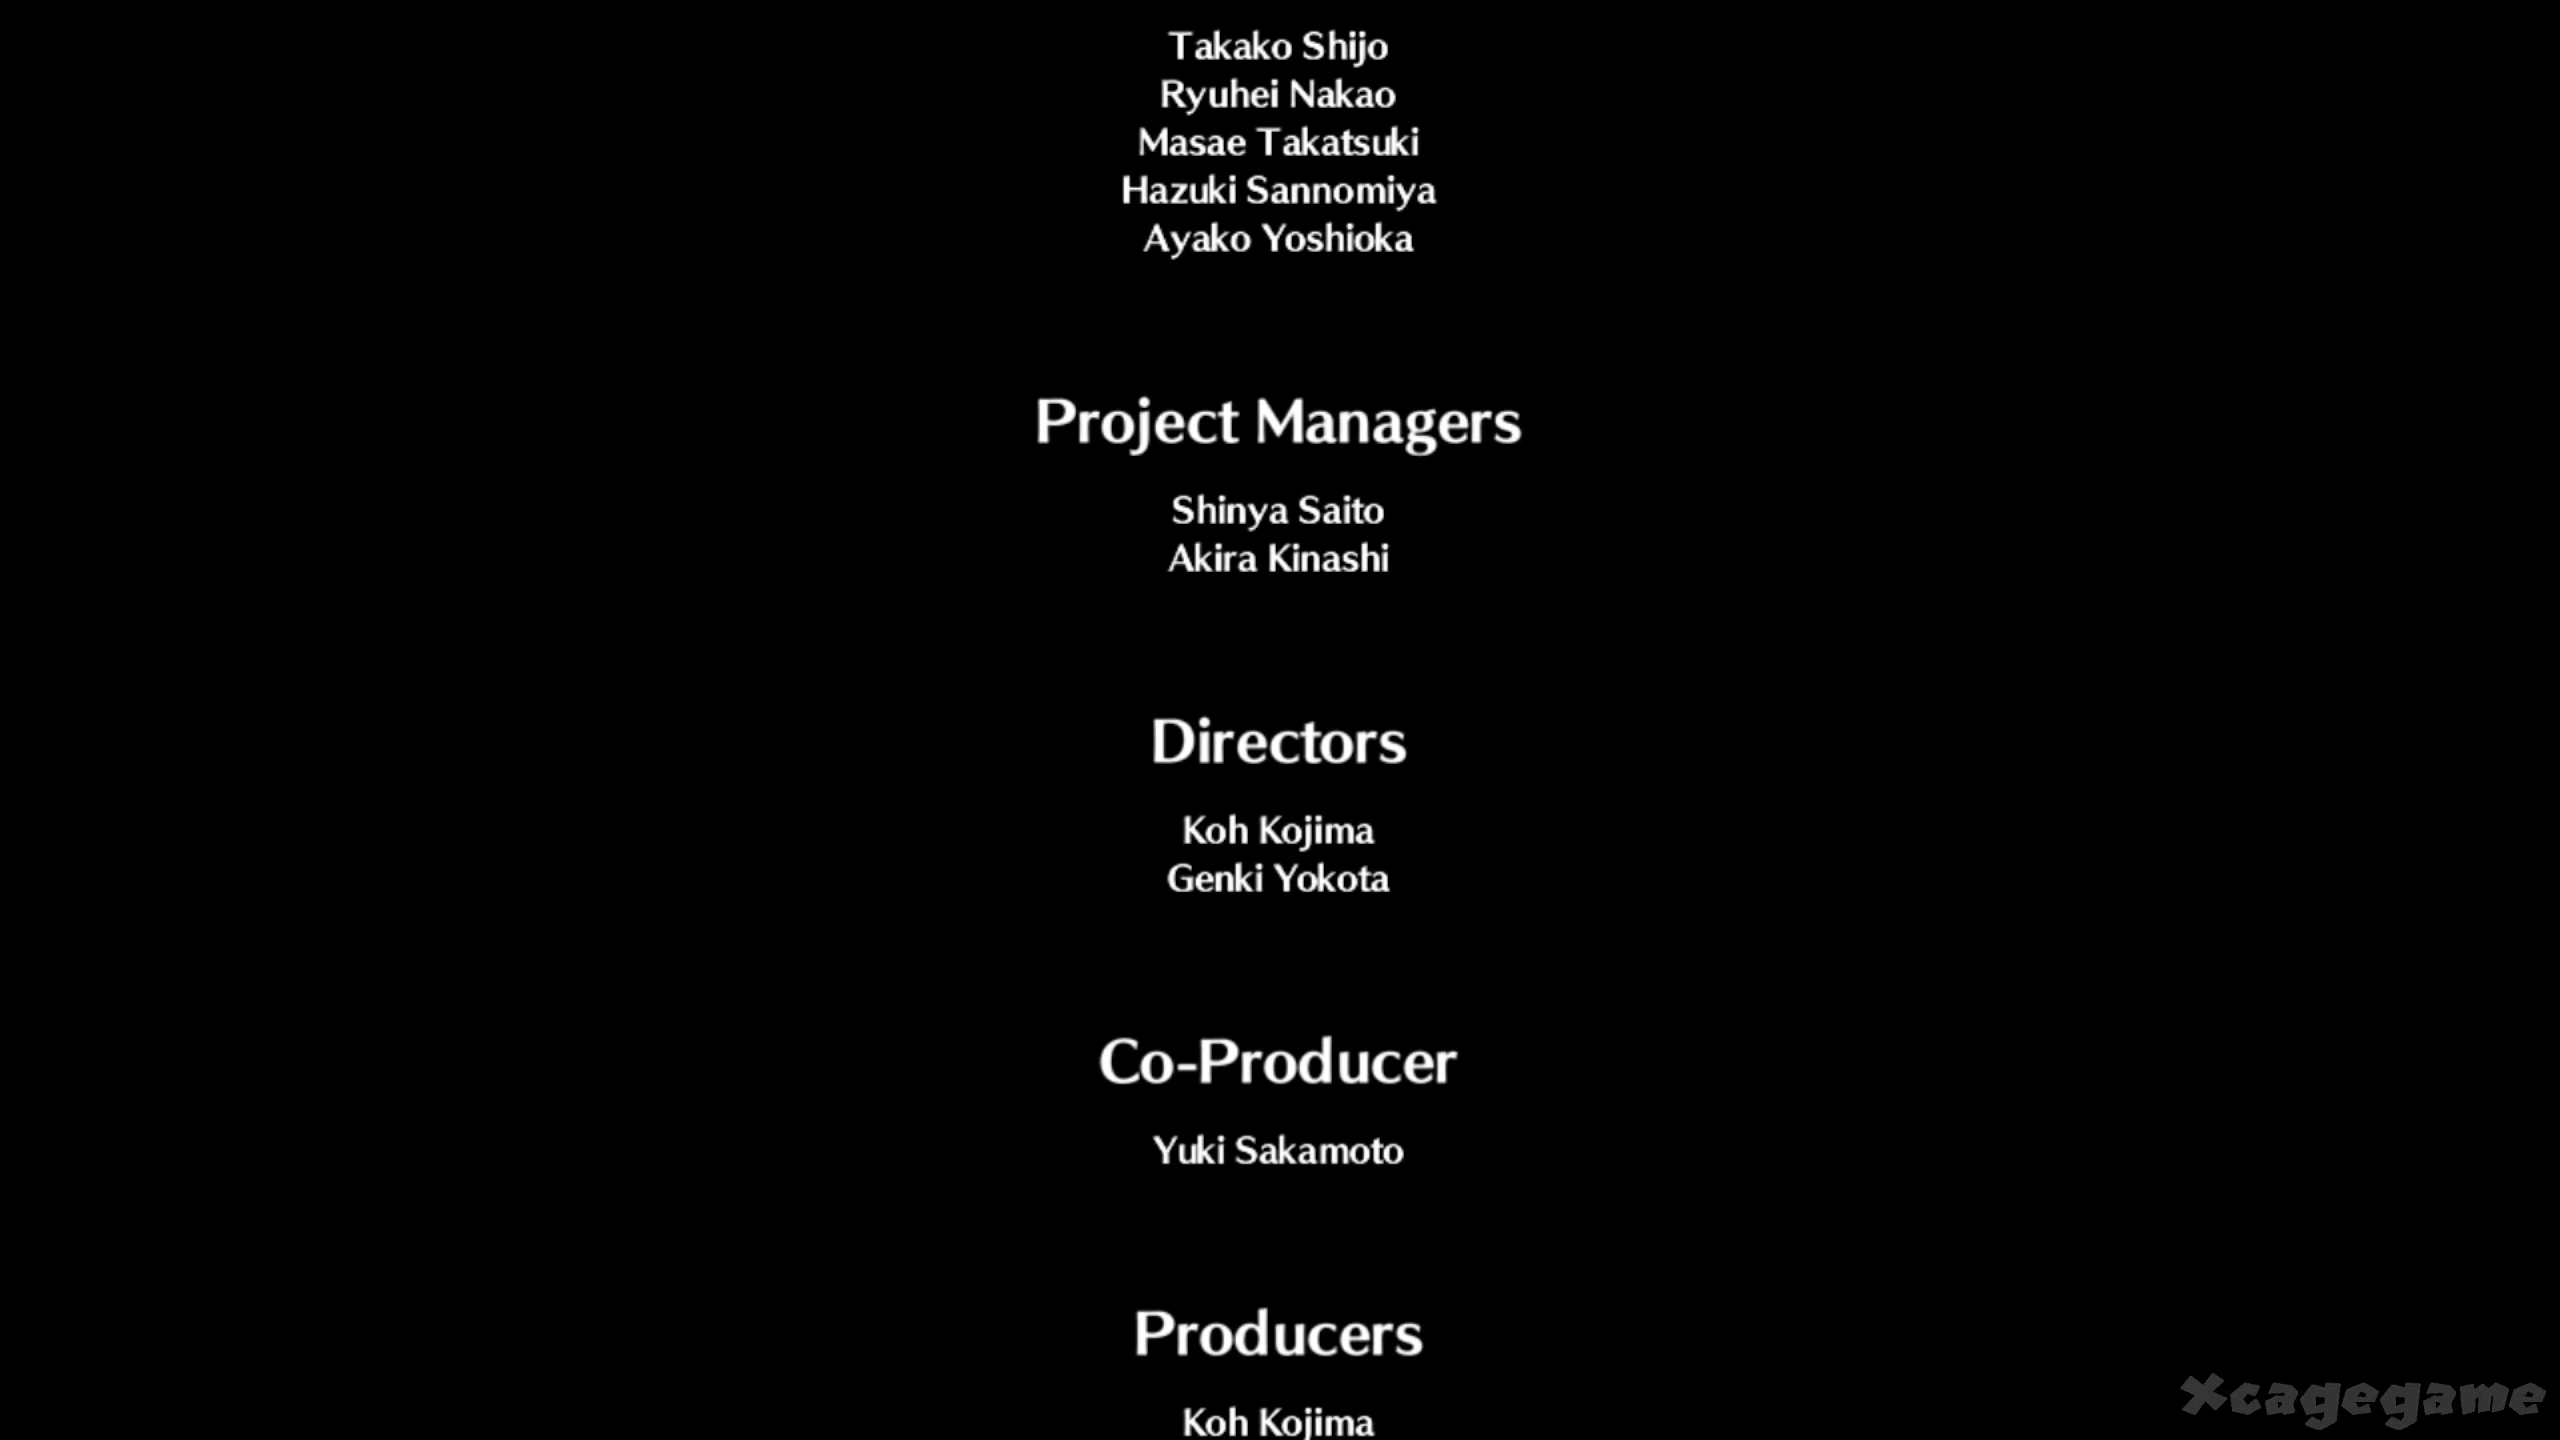 Takako Shijo
Ryuhei Nakao
Masae Takatsuki
Hazuki Sannomiya
Ayako Yoshioka
Project Managers
Shinya Saito
Akira Kinashi
Directors
Koh Kojima
Genki Yokota
Co-Producer
Yuki Sakamoto
Producers
Koh Kojima
Xcagegame